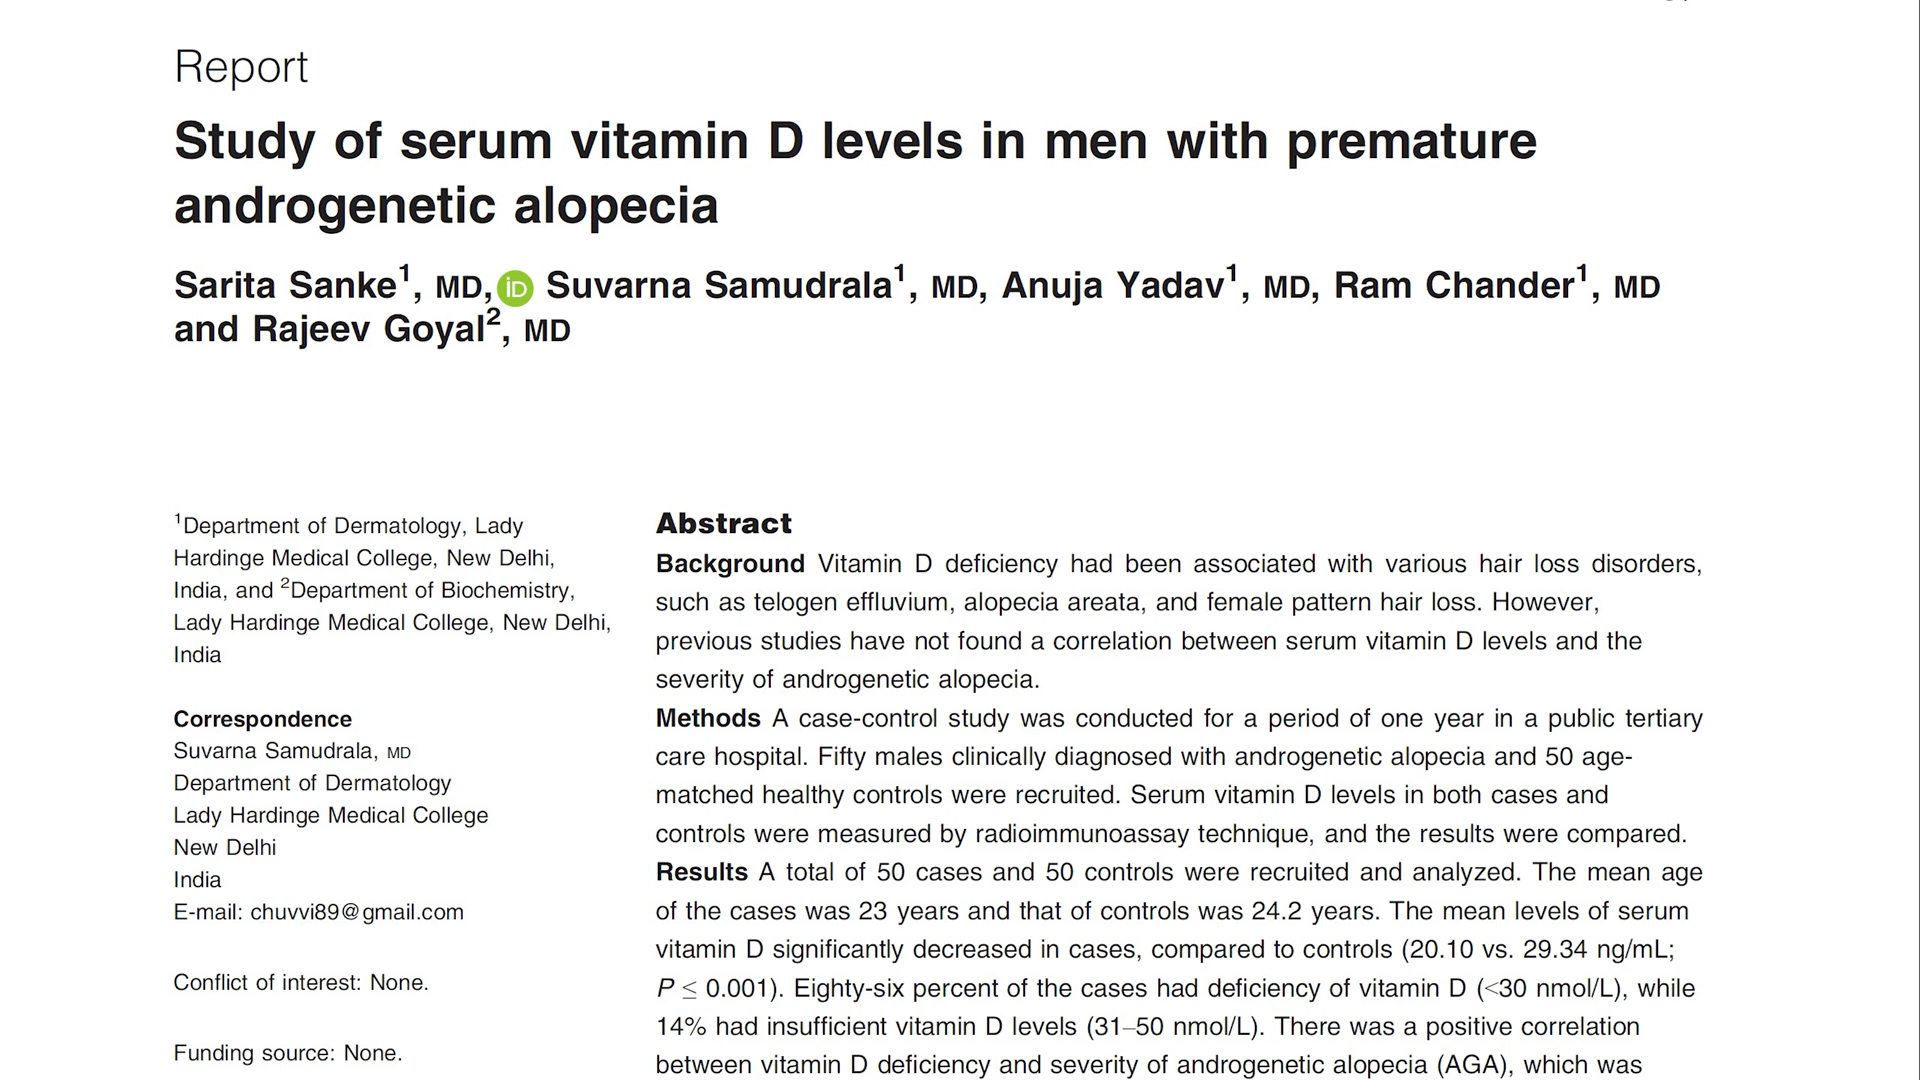 Report
Study of serum vitamin D levels in men with premature
androgenetic alopecia
Sarita Sanke1, MD, iD Suvarna Samudrala1, MD, Anuja Yadav1, MD, Ram Chander1, MD
and Rajeev Goyal2, MD
1Department of Dermatology, Lady
Hardinge Medical College, New Delhi,
India, and 2Department of Biochemistry,
Lady Hardinge Medical College, New Delhi,
India
Correspondence
Suvarna Samudrala, MD
Department of Dermatology
Lady Hardinge Medical College
New Delhi
India
E-mail: chuvvi89@gmail.com
Conflict of interest: None.
Funding source: None.
Abstract
Background Vitamin D deficiency had been associated with various hair loss disorders,
such as telogen effluvium, alopecia areata, and female pattern hair loss. However,
previous studies have not found a correlation between serum vitamin D levels and the
severity of androgenetic alopecia.
Methods A case-control study was conducted for a period of one year in a public tertiary
care hospital. Fifty males clinically diagnosed with androgenetic alopecia and 50 age-
matched healthy controls were recruited. Serum vitamin D levels in both cases and
controls were measured by radioimmunoassay technique, and the results were compared.
Results A total of 50 cases and 50 controls were recruited and analyzed. The mean age
of the cases was 23 years and that of controls was 24.2 years. The mean levels of serum
vitamin D significantly decreased in cases, compared to controls (20.10 vs. 29.34 ng/mL;
P ≤ 0.001). Eighty-six percent of the cases had deficiency of vitamin D (<30 nmol/L), while
14% had insufficient vitamin D levels (31–50 nmol/L). There was a positive correlation
between vitamin D deficiency and severity of androgenetic alopecia (AGA), which was